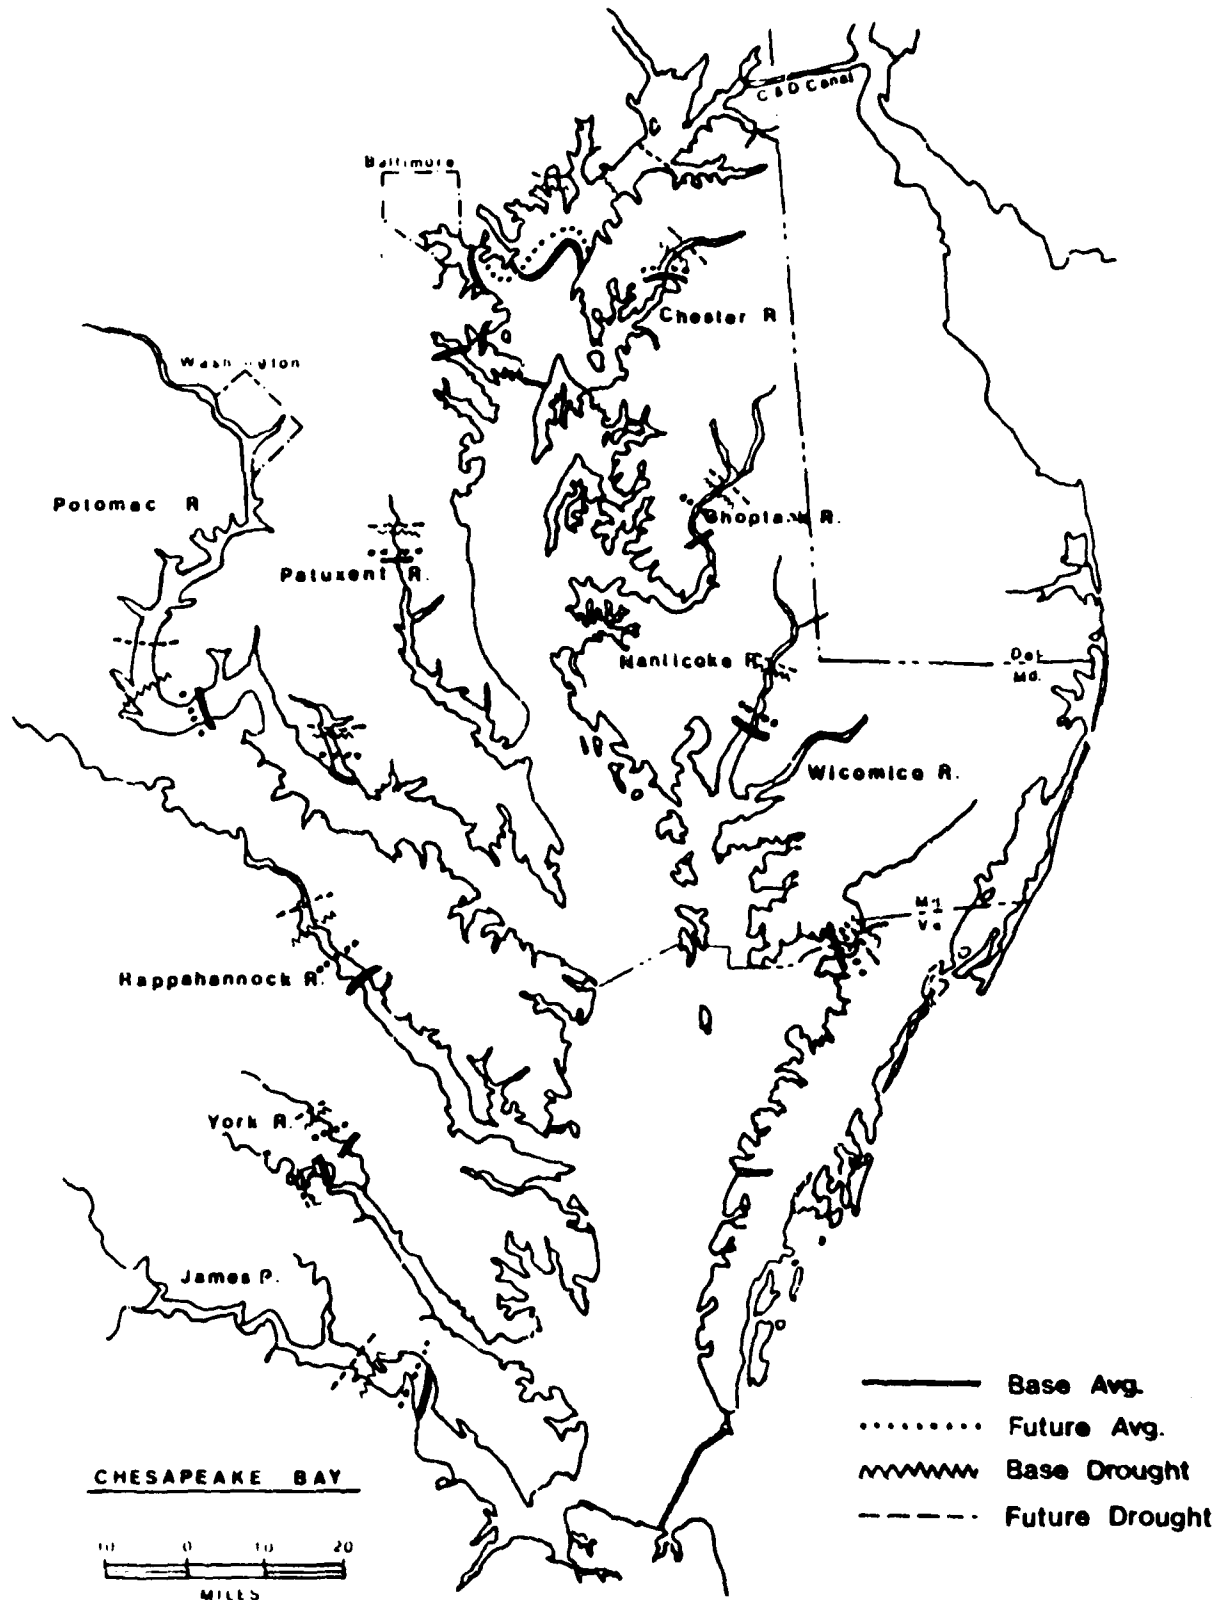 C & D Canal
Baltimore
Chester R
Potomac R
Choptank R.
Patuxent R.
Nanticoke R.
Del.
Md.
Wicomico R.
Md
Va
Rappahannock R.
York R.
James R.
Base Avg.
Future Avg.
Base Drought
Future Drought
CHESAPEAKE BAY
10 0 10 20
MILES